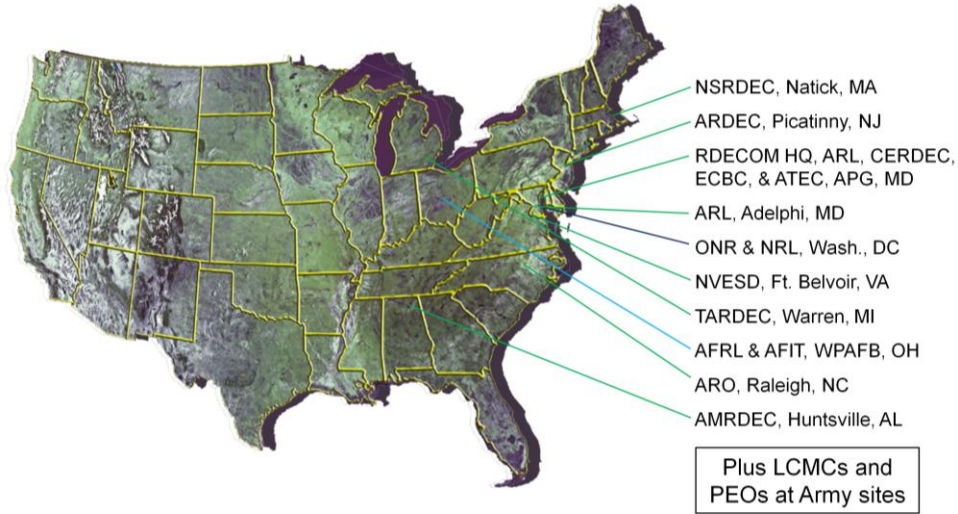 NSRDEC, Natick, MA
ARDEC, Picatinny, NJ
RDECOM HQ, ARL, CERDEC,
ECBC, & ATEC, APG, MD
ARL, Adelphi, MD
ONR & NRL, Wash., DC
NVESD, Ft. Belvoir, VA
TARDEC, Warren, MI
AFRL & AFIT, WPAFB, OH
ARO, Raleigh, NC
AMRDEC, Huntsville, AL
Plus LCMCs and
PEOs at Army sites